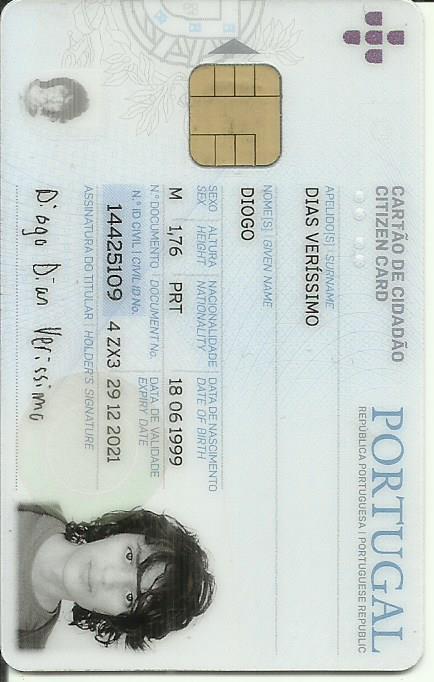 CARTÃO DE CIDADÃO
CITIZEN CARD
PORTUGAL
REPÚBLICA PORTUGUESA | PORTUGUESE REPUBLIC
APELIDO[S] | SURNAME
DIAS VERÍSSIMO
NOME[S] | GIVEN NAME
DIOGO
SEXO ALTURA NACIONALIDADE DATA DE NASCIMENTO
SEX HEIGHT NATIONALITY DATE OF BIRTH
M 1,76 PRT 18 06 1999
N.º DOCUMENTO | DOCUMENT No. DATA DE VALIDADE
N.º ID CIVIL | CIVIL ID No. EXPIRY DATE
14425109 4 ZX3 29 12 2021
ASSINATURA DO TITULAR | HOLDER'S SIGNATURE
Diogo Dias Veríssimo